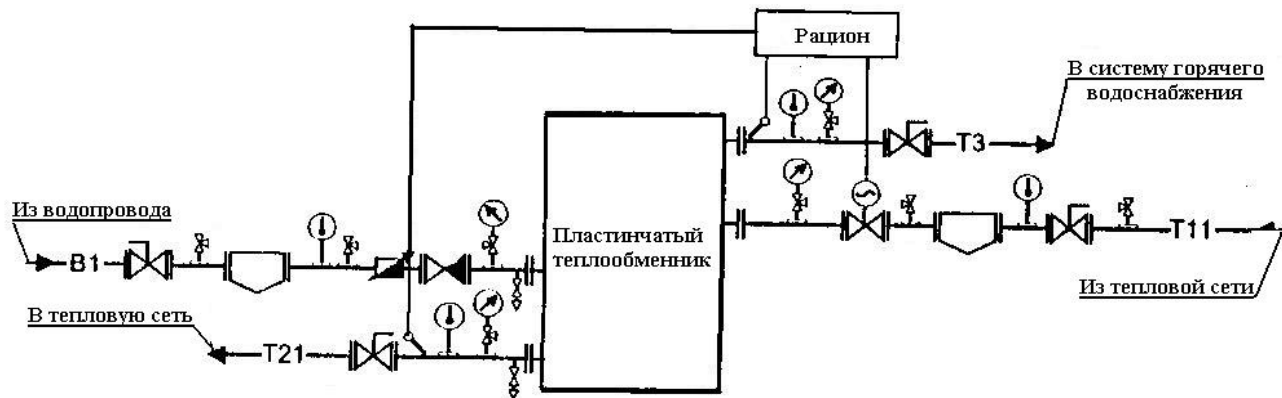 Рацион
В систему горячего
водоснабжения
Т3
Из водопровода
В1
Пластинчатый
теплообменник
Т11
Из тепловой сети
В тепловую сеть
Т21